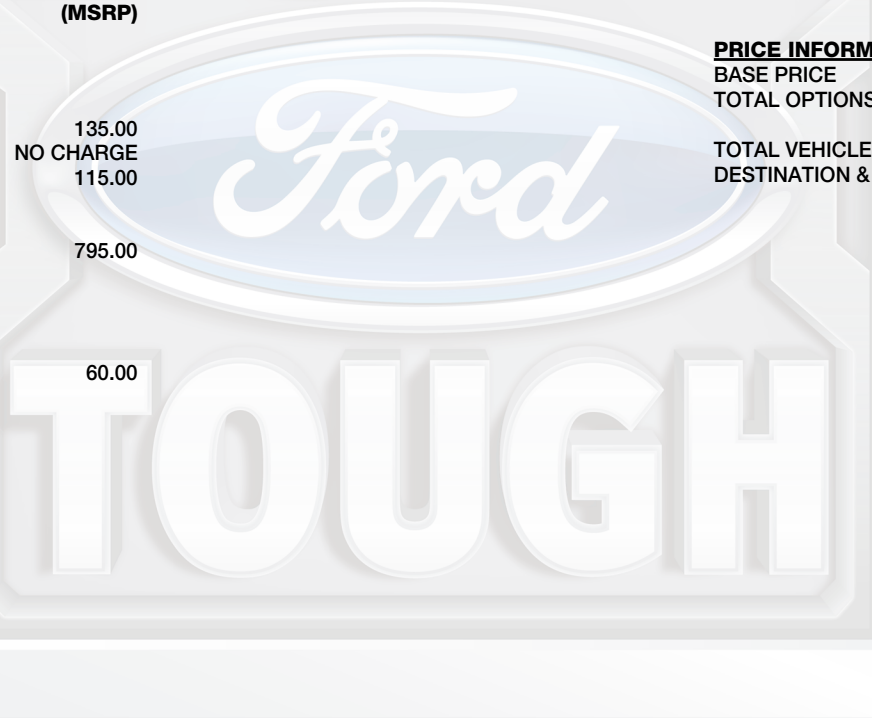 (MSRP)
135.00
NO CHARGE
115.00
795.00
60.00
PRICE INFORM
BASE PRICE
TOTAL OPTIONS
TOTAL VEHICLE
DESTINATION &
Ford
TOUGH